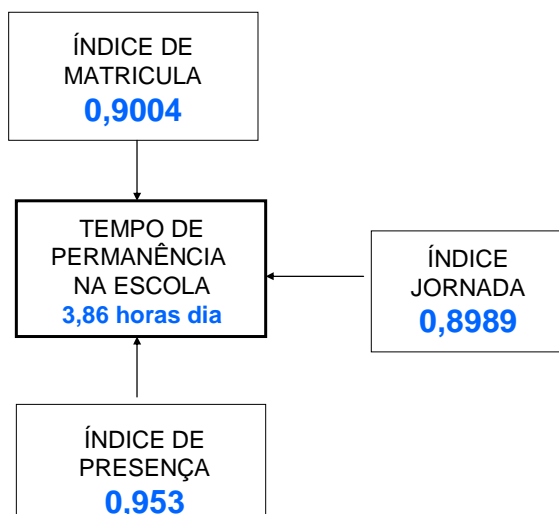 ÍNDICE DE
MATRICULA
0,9004
TEMPO DE
PERMANÊNCIA
NA ESCOLA
3,86 horas dia
ÍNDICE
JORNADA
0,8989
ÍNDICE DE
PRESENÇA
0,953